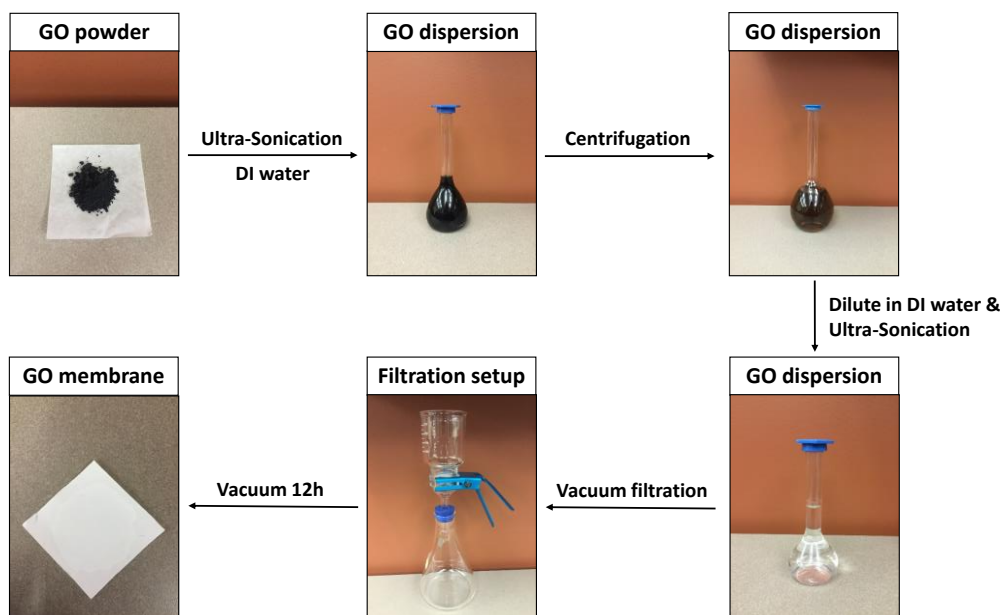 GO powder
Ultra-Sonication
DI water
GO dispersion
Centrifugation
GO dispersion
Dilute in DI water &
Ultra-Sonication
GO dispersion
Vacuum filtration
Filtration setup
Vacuum 12h
GO membrane